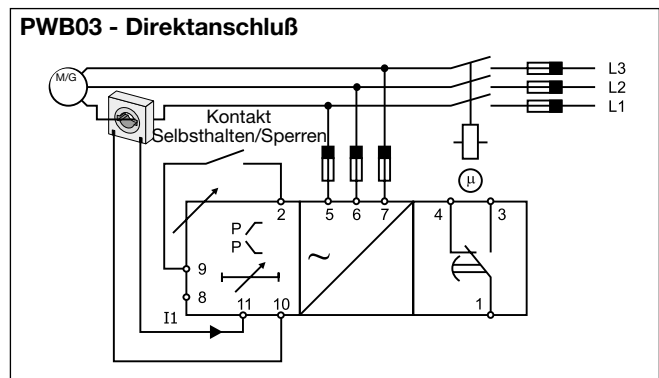 PWB03 - Direktanschluß
M/G
L3
L2
L1
Kontakt
Selbsthalten/Sperren
µ
2
5
6
7
4
3
P
P
~
9
8
11
10
1
I1